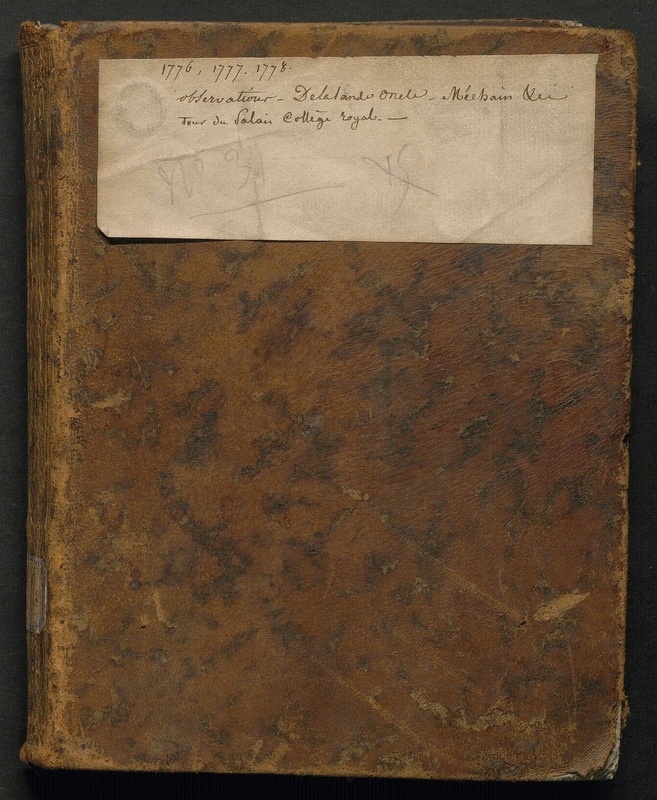 1776, 1777. 1778.
observations - Delalande oncle - Méchain &c
tour du Palais Collège royal. —